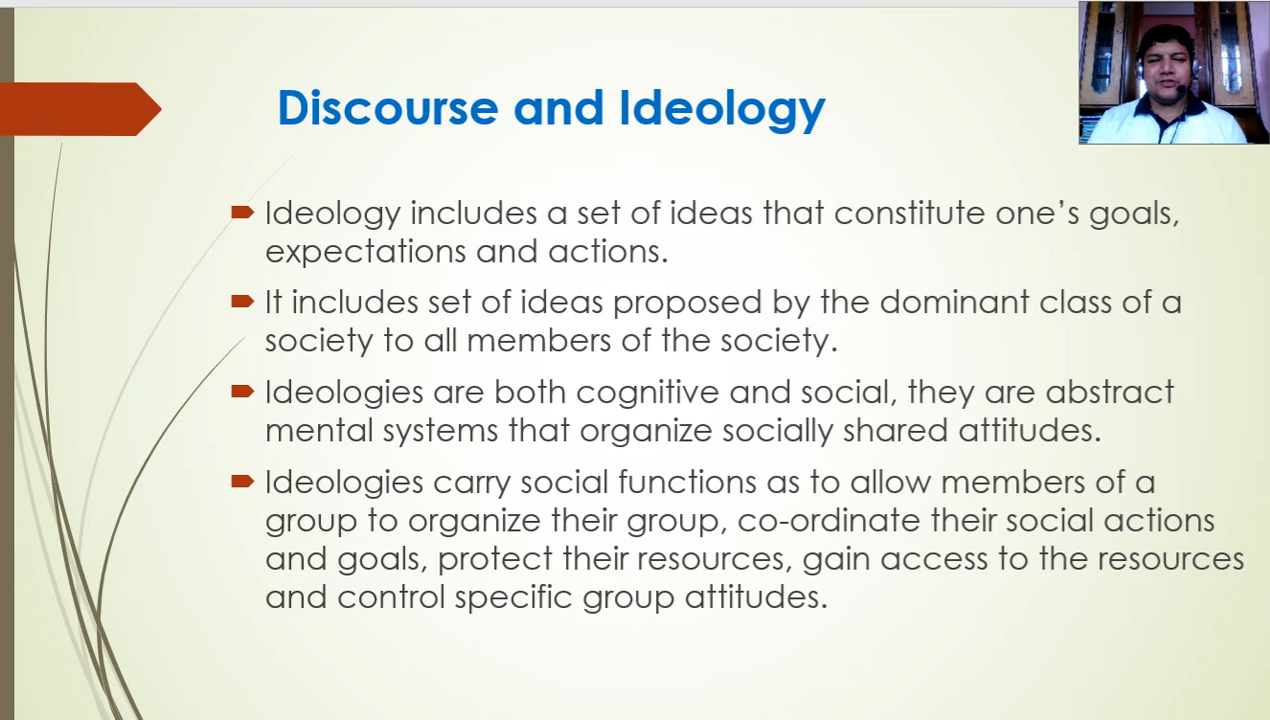 Discourse and Ideology
Ideology includes a set of ideas that constitute one’s goals,
expectations and actions.
It includes set of ideas proposed by the dominant class of a
society to all members of the society.
Ideologies are both cognitive and social, they are abstract
mental systems that organize socially shared attitudes.
Ideologies carry social functions as to allow members of a
group to organize their group, co-ordinate their social actions
and goals, protect their resources, gain access to the resources
and control specific group attitudes.